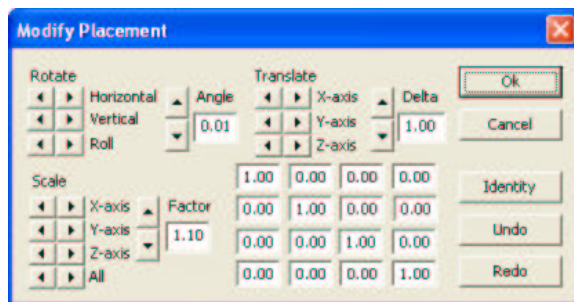 Modify Placement
Rotate
Horizontal
Vertical
Roll
Angle
0.01
Translate
X-axis
Y-axis
Z-axis
Delta
1.00
Ok
Cancel
Scale
X-axis
Y-axis
Z-axis
All
Factor
1.10
1.00 0.00 0.00 0.00
0.00 1.00 0.00 0.00
0.00 0.00 1.00 0.00
0.00 0.00 0.00 1.00
Identity
Undo
Redo